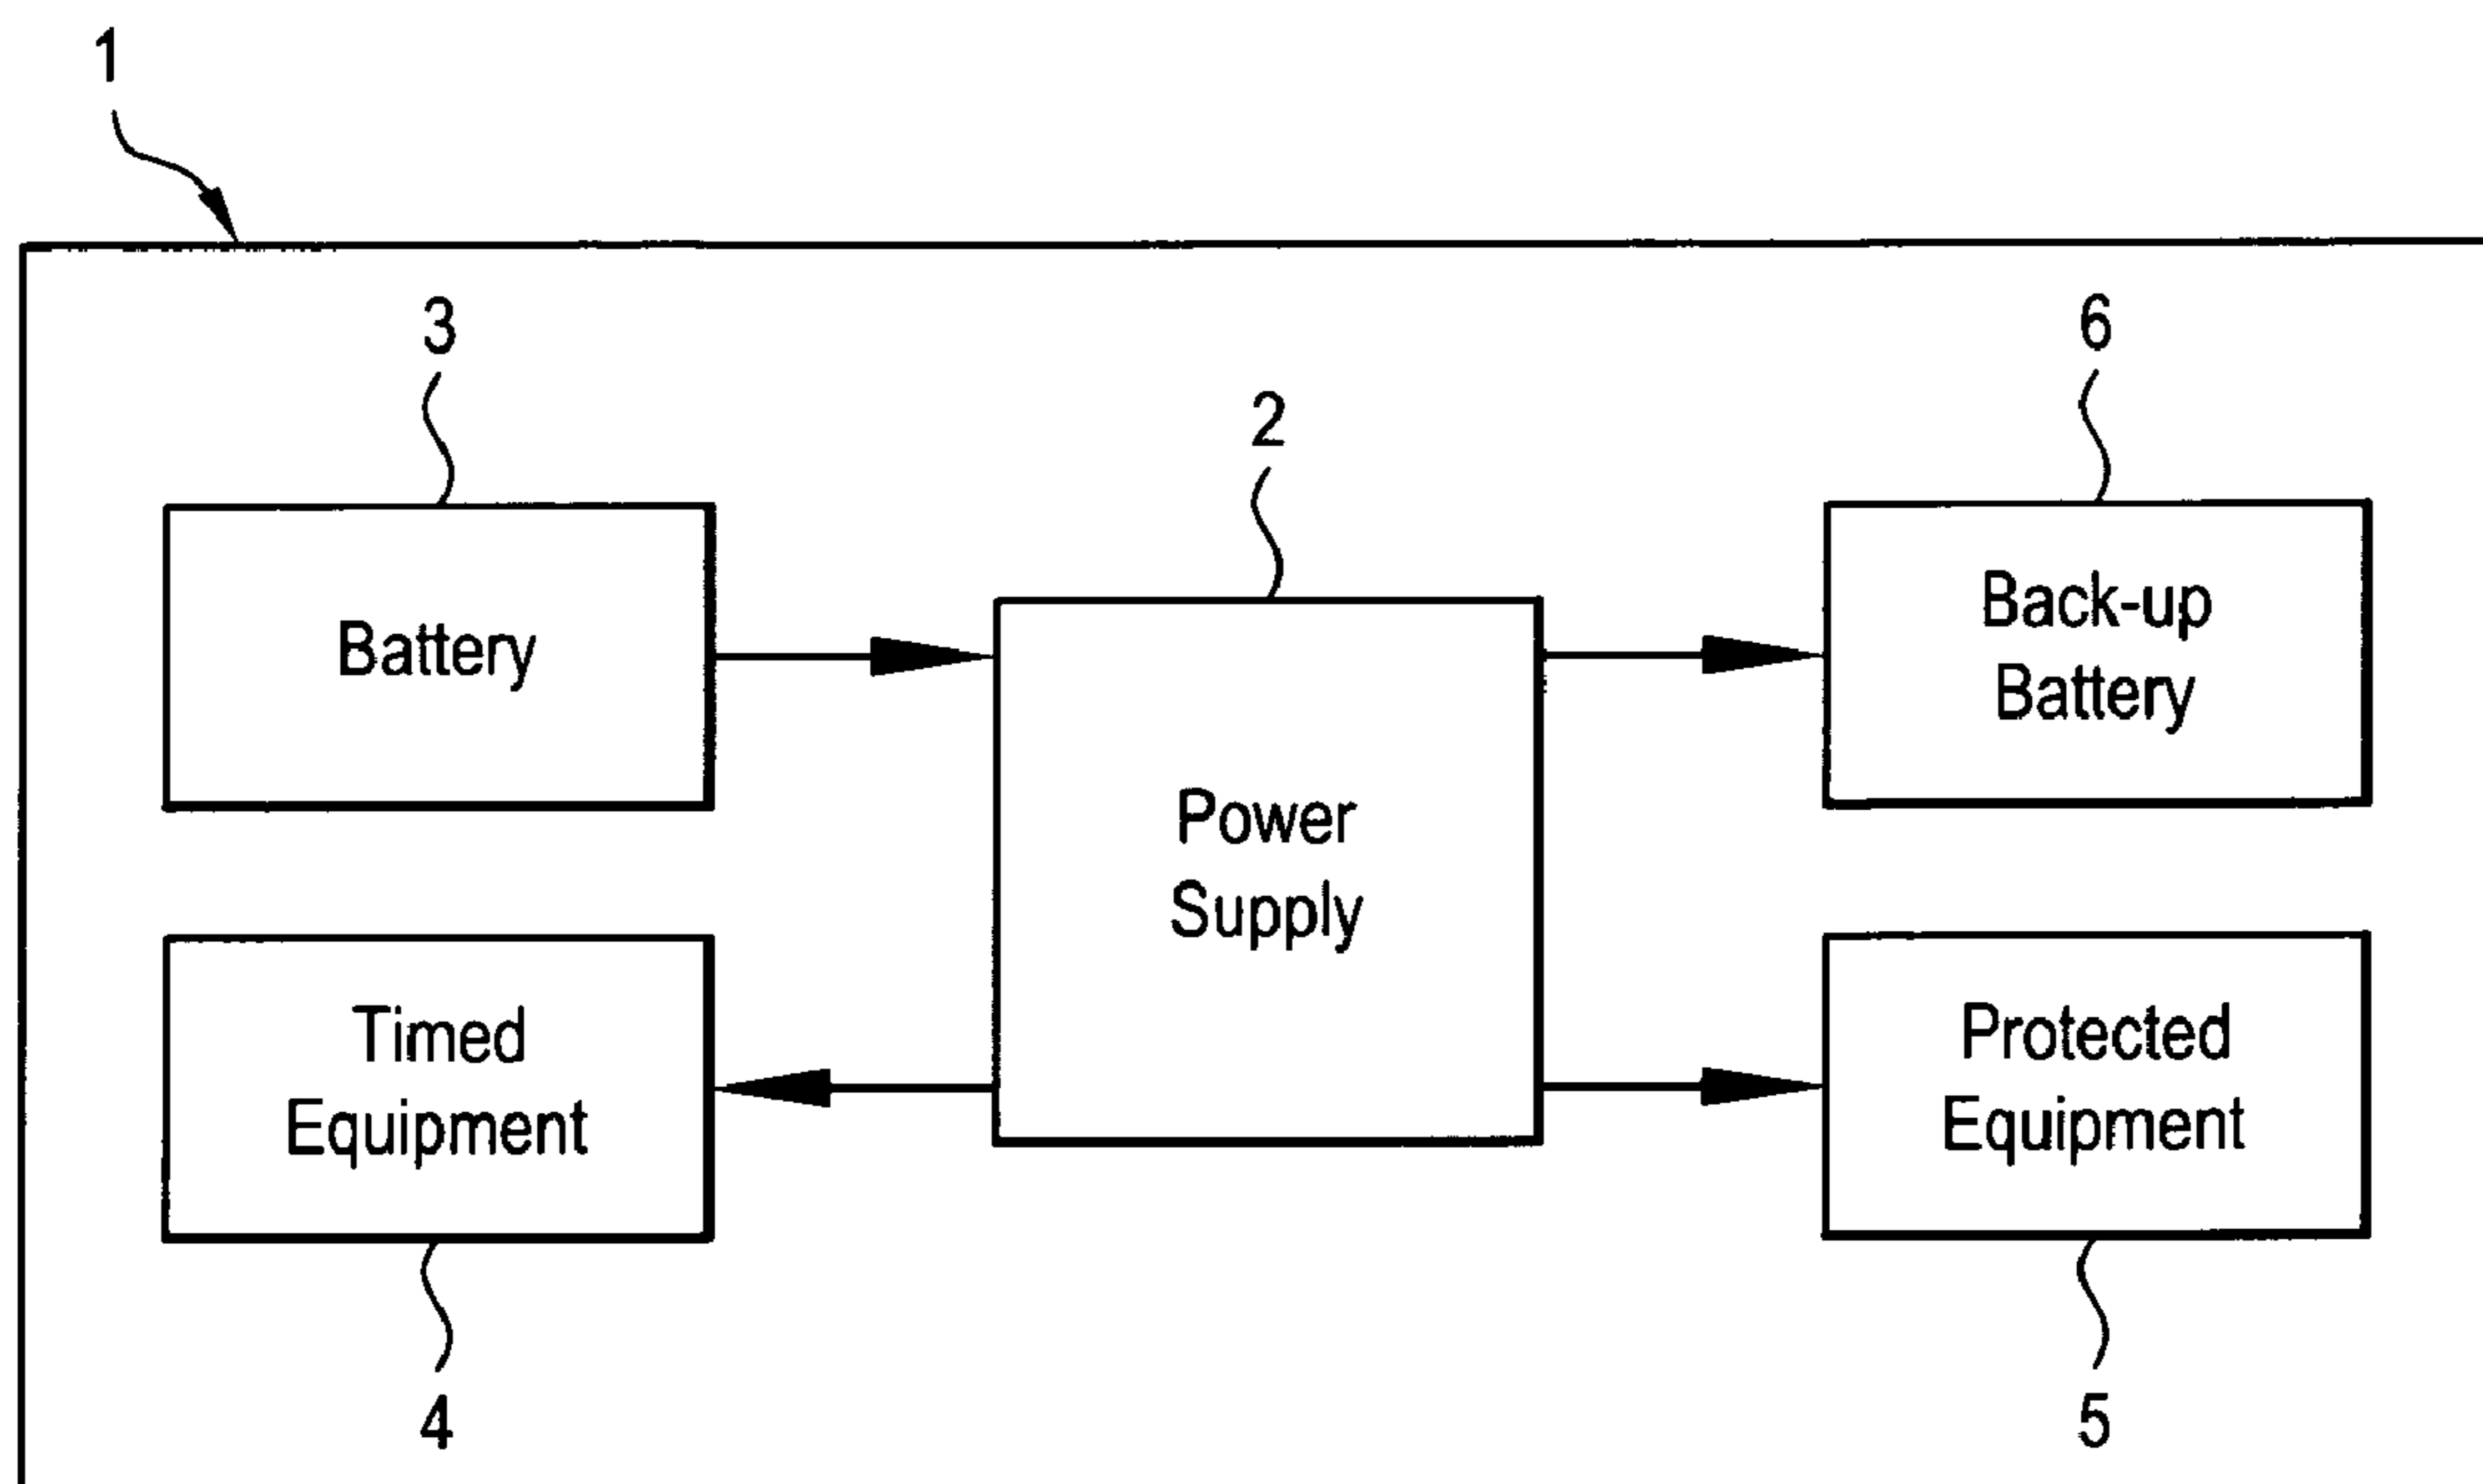 1
3
6
2
Battery
Back-up
Battery
Power
Supply
Timed
Equipment
Protected
Equipment
4
5